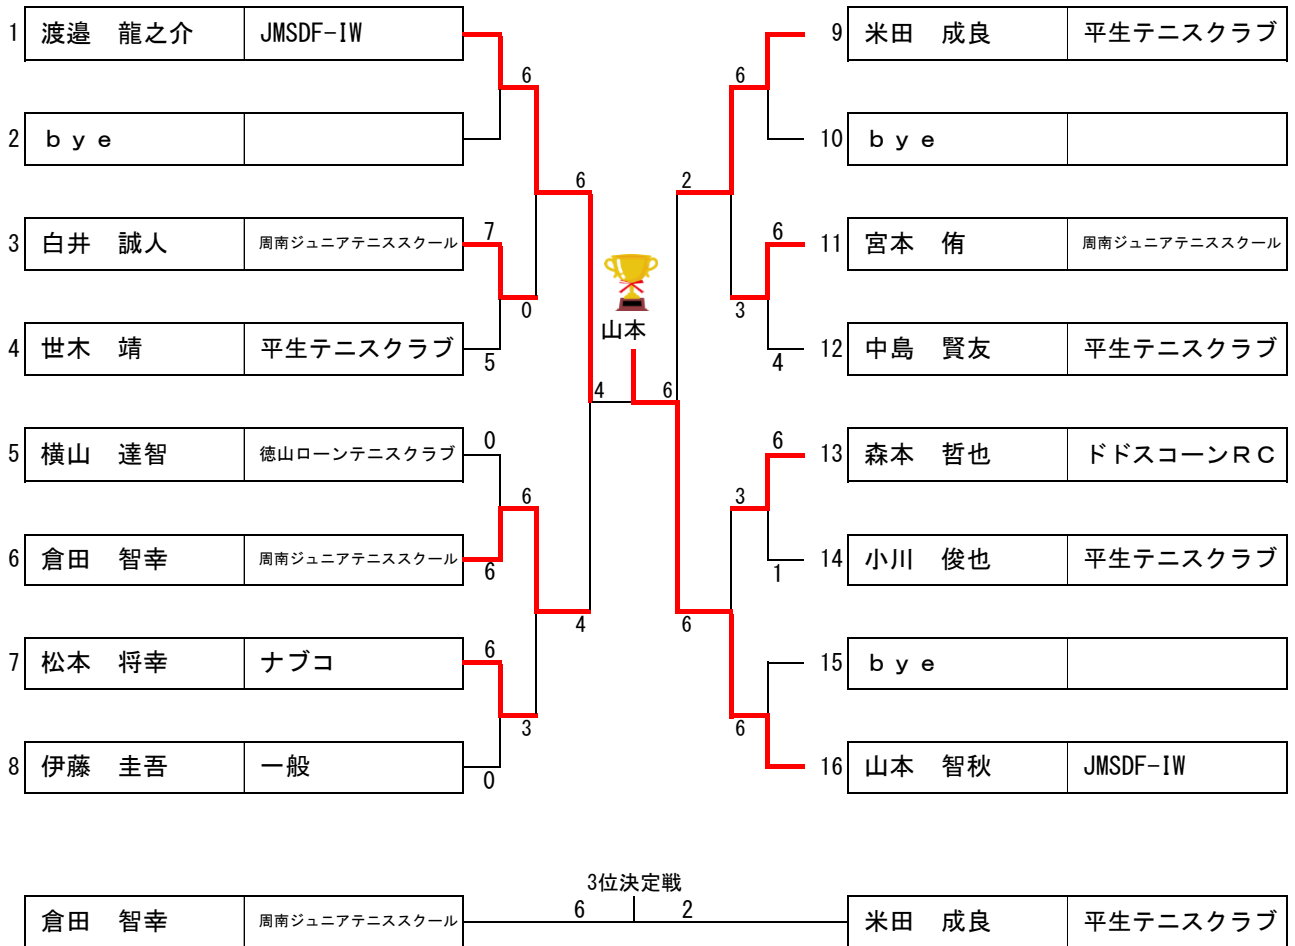 1 渡邉 龍之介 JMSDF-IW
6
2 ｂｙｅ
6
3 白井 誠人 周南ジュニアテニススクール 7
0
4 世木 靖 平生テニスクラブ 5
4
5 横山 達智 徳山ローンテニスクラブ 0
6
6 倉田 智幸 周南ジュニアテニススクール 6
4
7 松本 将幸 ナブコ 6
3
8 伊藤 圭吾 一般 0
山本
9 米田 成良 平生テニスクラブ
6
10 ｂｙｅ
2
6 11 宮本 侑 周南ジュニアテニススクール
3
4 12 中島 賢友 平生テニスクラブ
6
6 13 森本 哲也 ドドスコーンＲＣ
3
1 14 小川 俊也 平生テニスクラブ
6
15 ｂｙｅ
6
16 山本 智秋 JMSDF-IW
3位決定戦
倉田 智幸 周南ジュニアテニススクール 6 2 米田 成良 平生テニスクラブ